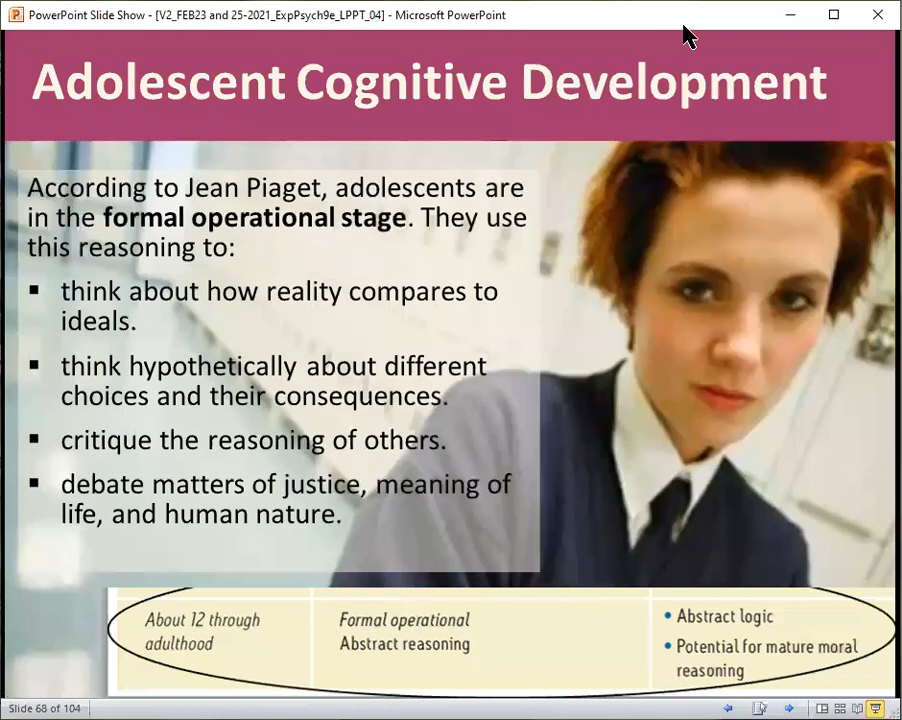 PowerPoint Slide Show - [V2_FEB23 and 25-2021_ExpPsych9e_LPPT_04] - Microsoft PowerPoint
Adolescent Cognitive Development
According to Jean Piaget, adolescents are
in the formal operational stage. They use
this reasoning to:
▪ think about how reality compares to
ideals.
▪ think hypothetically about different
choices and their consequences.
▪ critique the reasoning of others.
▪ debate matters of justice, meaning of
life, and human nature.
About 12 through
adulthood
Formal operational
Abstract reasoning
• Abstract logic
• Potential for mature moral
reasoning
Slide 68 of 104